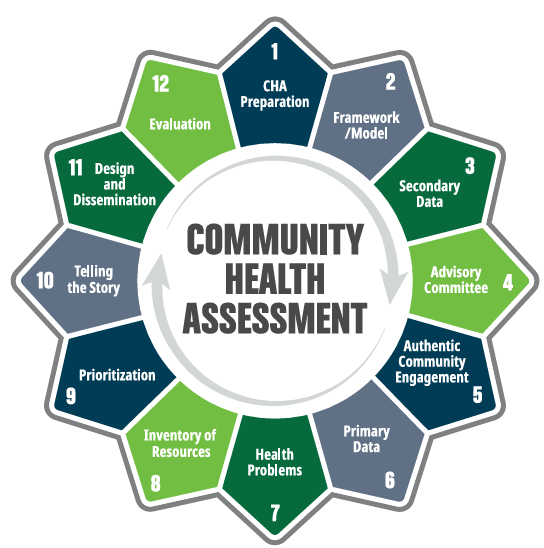 1
CHA
Preparation
2
Framework
/Model
3
Secondary
Data
Advisory
Committee
4
Authentic
Community
Engagement
5
Primary
Data
6
Health
Problems
7
Inventory of
Resources
8
Prioritization
9
10
Telling
the Story
11
Design
and
Dissemination
12
Evaluation
COMMUNITY
HEALTH
ASSESSMENT